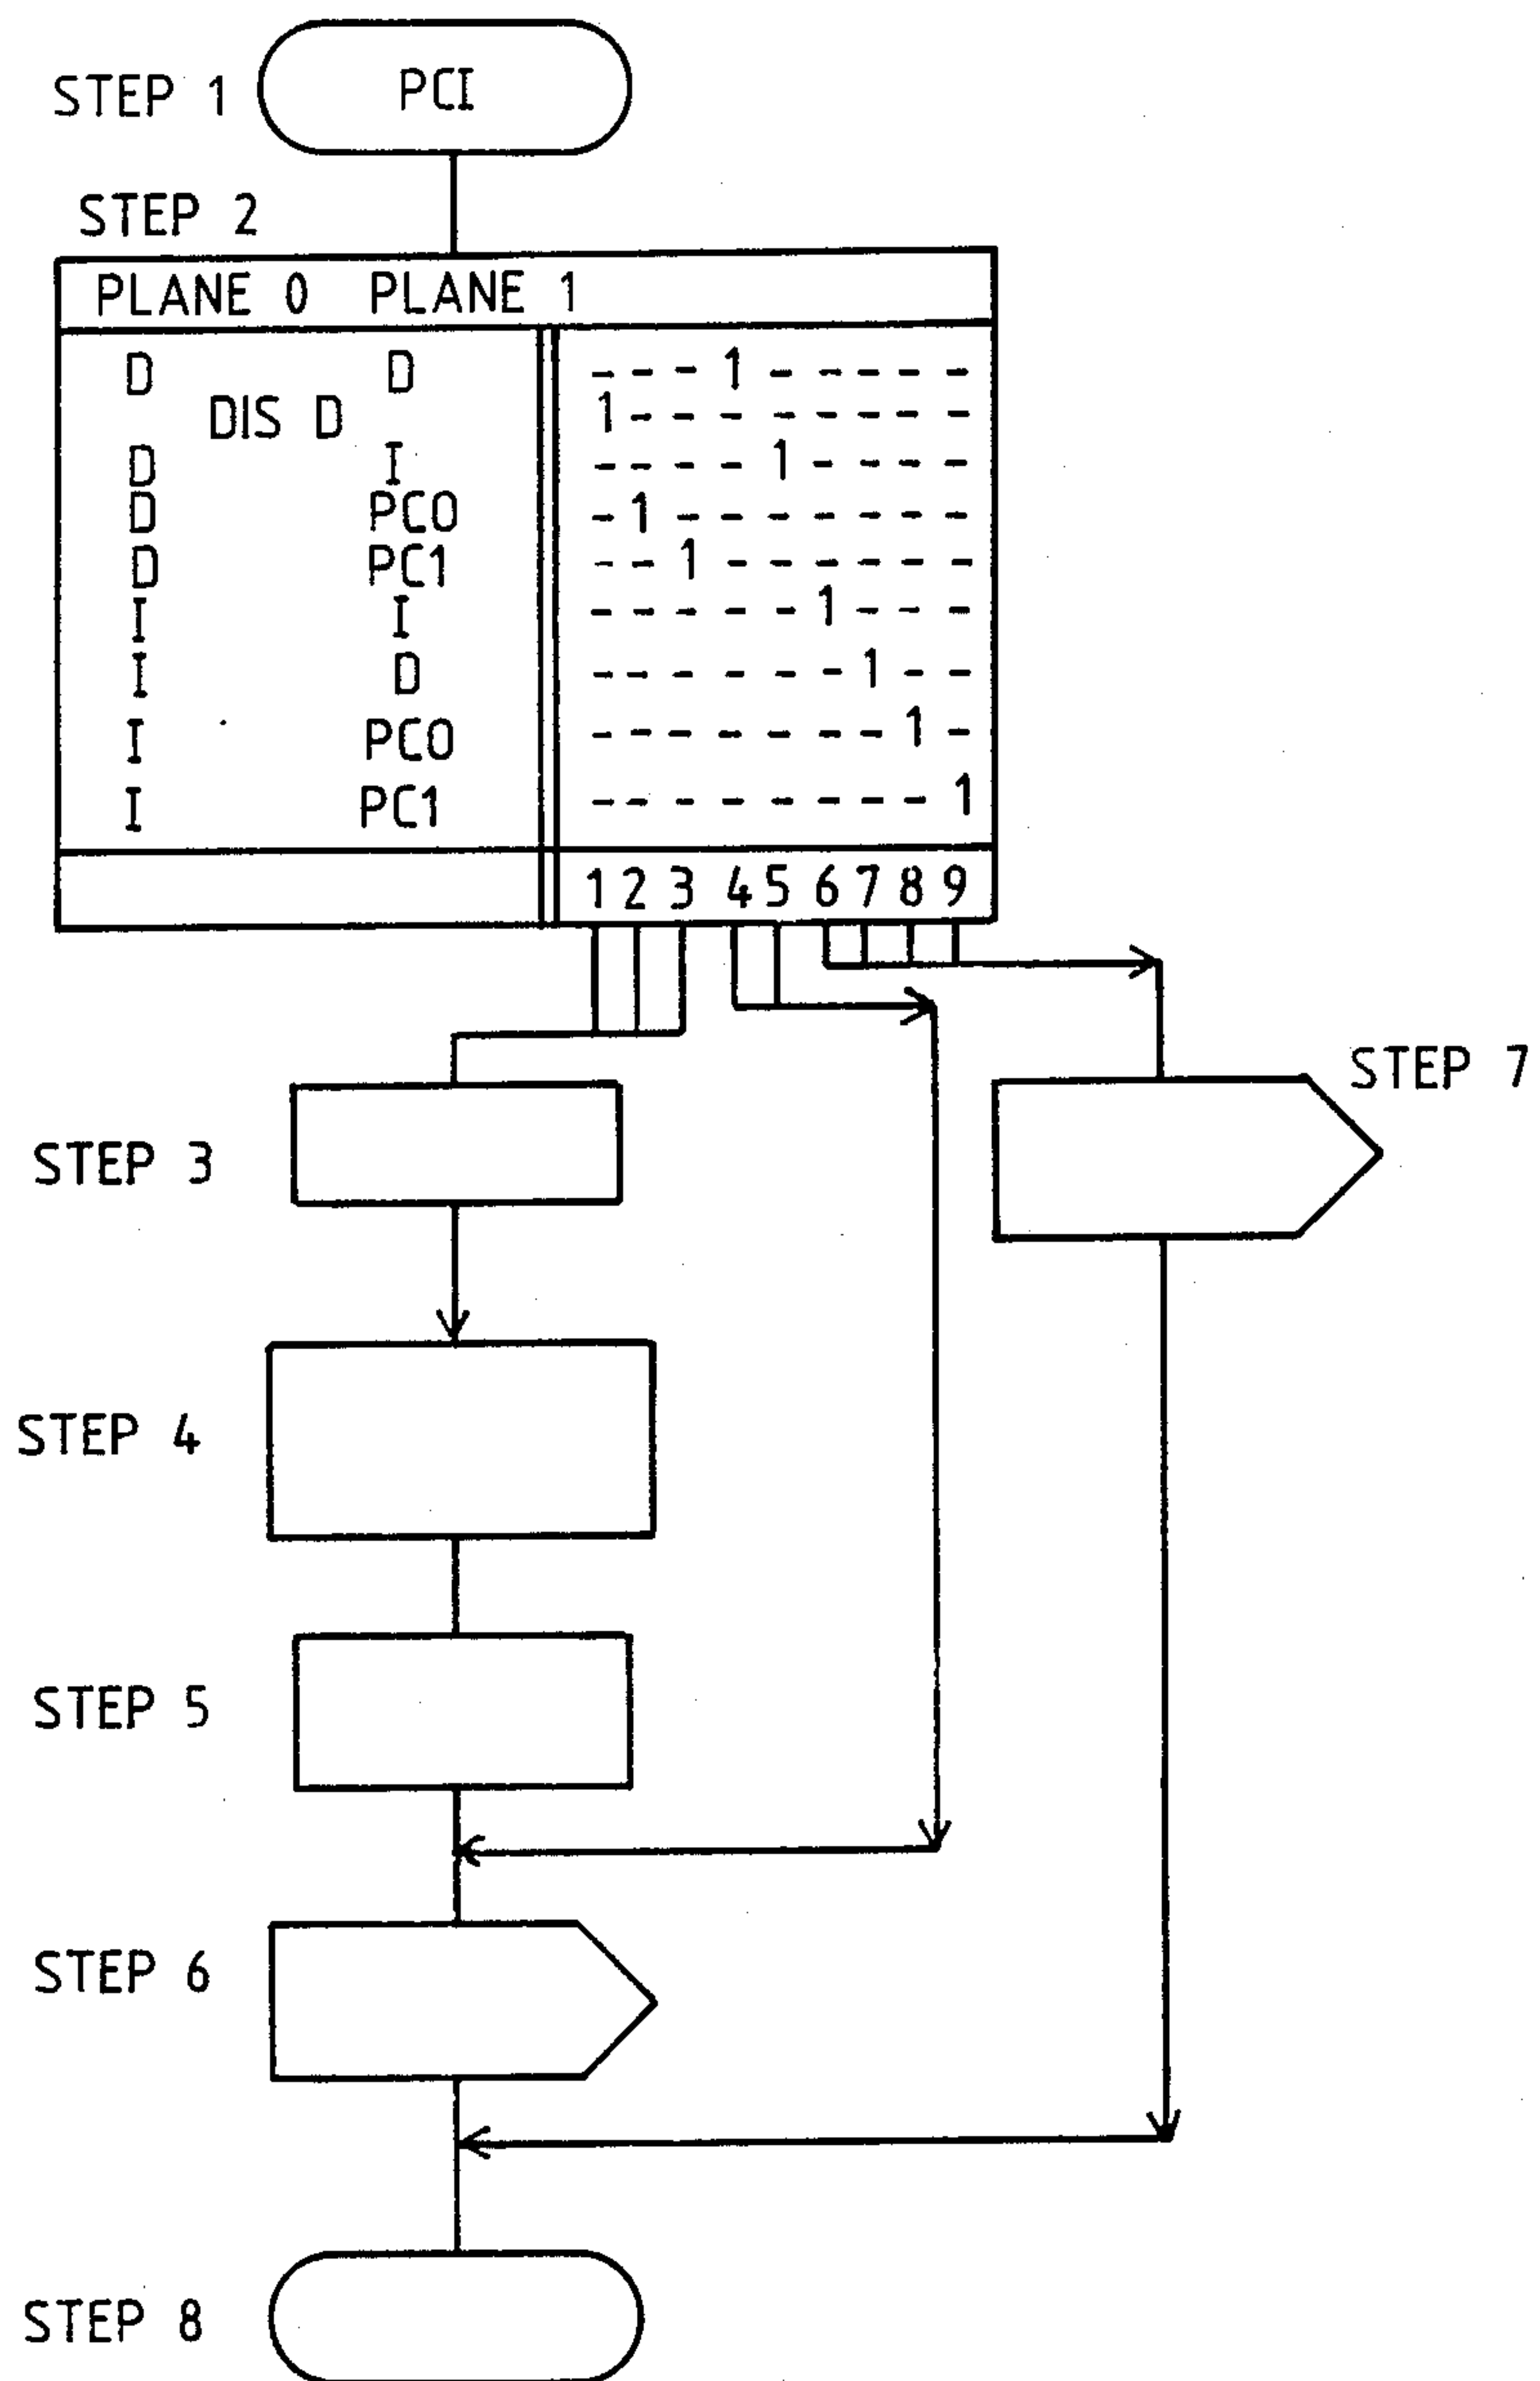 STEP 1 PCI
STEP 2
PLANE 0 PLANE 1
D D - - - 1 - - - - -
DIS D 1 - - - - - - - -
D I - - - - 1 - - - -
D PC0 - 1 - - - - - - -
D PC1 - - 1 - - - - - -
I I - - - - - 1 - - -
I D - - - - - - 1 - -
I PC0 - - - - - - - 1 -
I PC1 - - - - - - - - 1
1 2 3 4 5 6 7 8 9
STEP 7
STEP 3
STEP 4
STEP 5
STEP 6
STEP 8